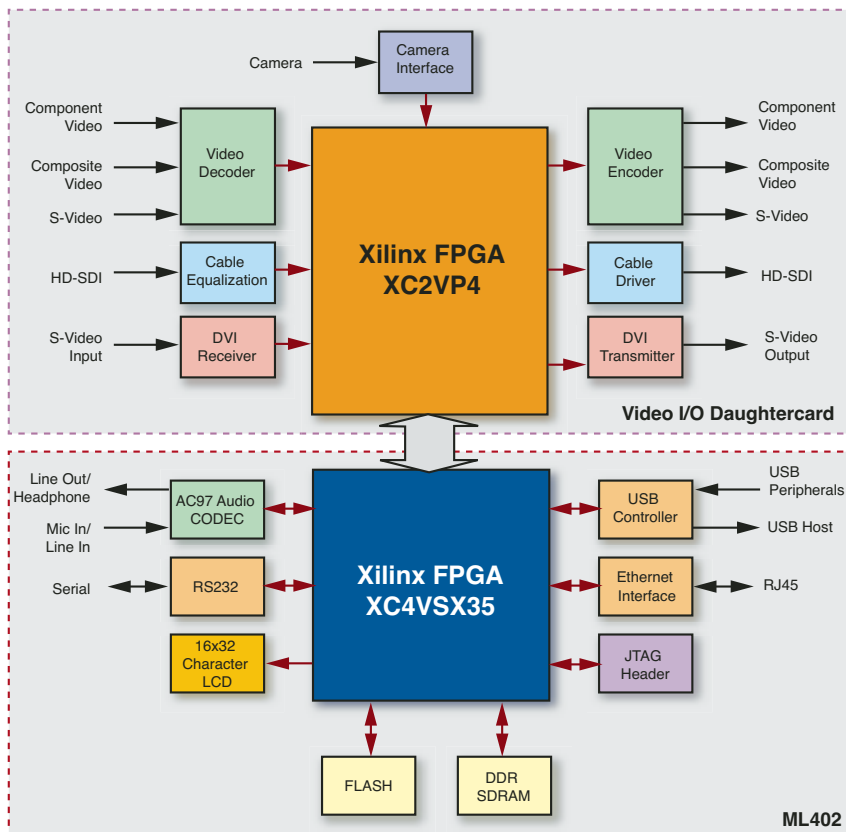 Camera
Camera
Interface
Component
Video
Composite
Video
S-Video
Video
Decoder
HD-SDI
Cable
Equalization
S-Video
Input
DVI
Receiver
Xilinx FPGA
XC2VP4
Video
Encoder
Component
Video
Composite
Video
S-Video
Cable
Driver
HD-SDI
DVI
Transmitter
S-Video
Output
Video I/O Daughtercard
Line Out/
Headphone
Mic In/
Line In
AC97 Audio
CODEC
Serial
RS232
16x32
Character
LCD
Xilinx FPGA
XC4VSX35
USB
Controller
USB
Peripherals
USB Host
Ethernet
Interface
RJ45
JTAG
Header
FLASH
DDR
SDRAM
ML402